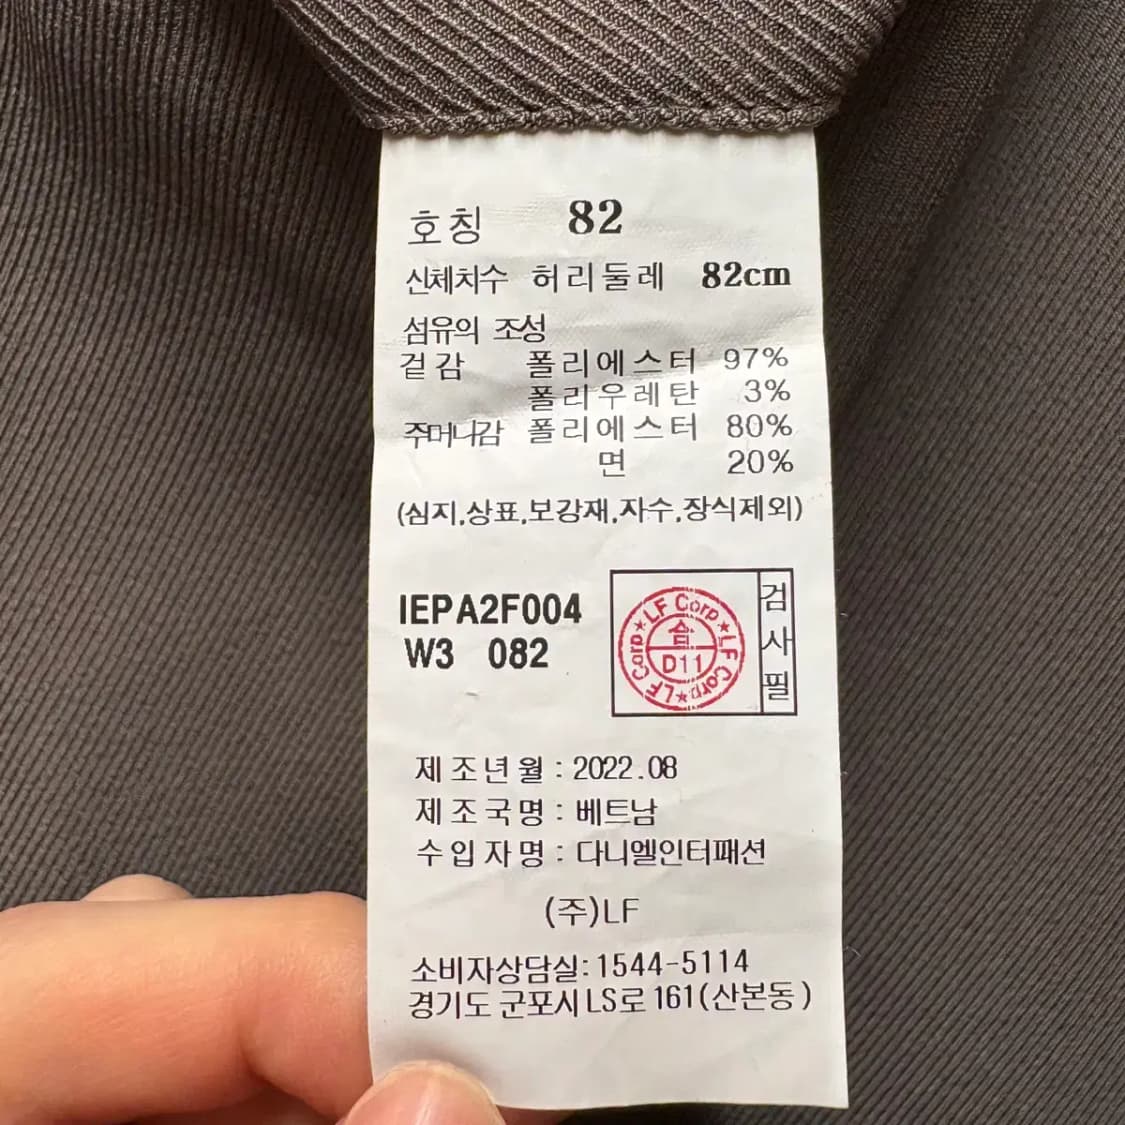 호칭 82
신체치수 허리둘레 82cm
섬유의 조성
겉감 폴리에스터 97%
폴리우레탄 3%
주머니감 폴리에스터 80%
면 20%
(심지,상표,보강재,자수,장식제외)
IEPA2F004
W3 082
LF Corp★LF Corp★LF Corp★
合
D11
검사필
제조년월 : 2022.08
제조국명 : 베트남
수입자명 : 다니엘인터패션
(주)LF
소비자상담실:1544-5114
경기도 군포시 LS로 161(산본동)